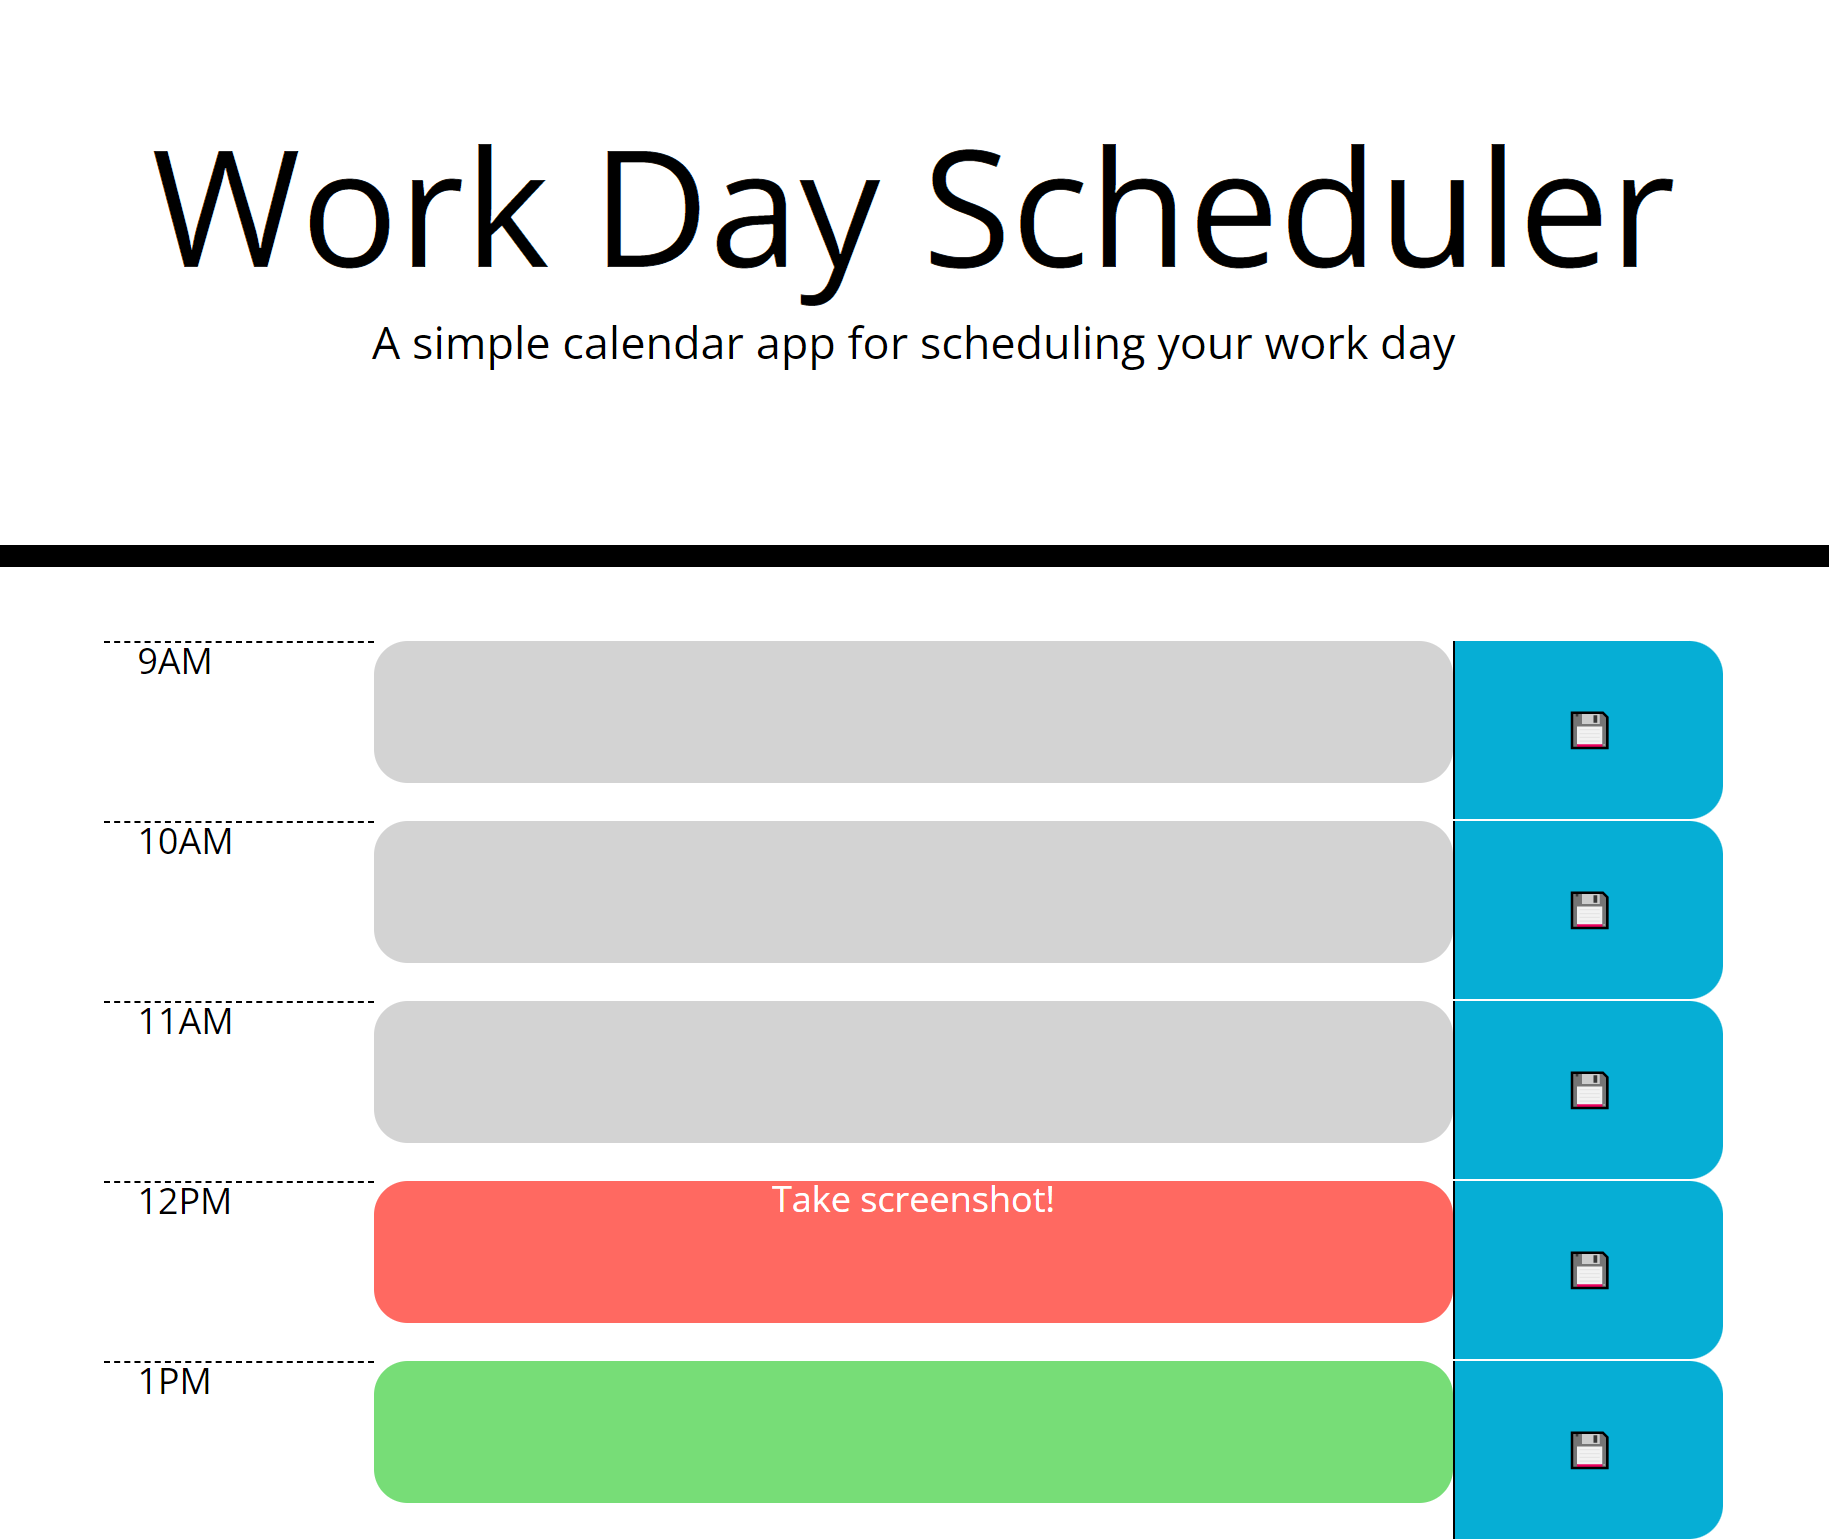 Work Day Scheduler
A simple calendar app for scheduling your work day
9AM
10AM
11AM
12PM
Take screenshot!
1PM